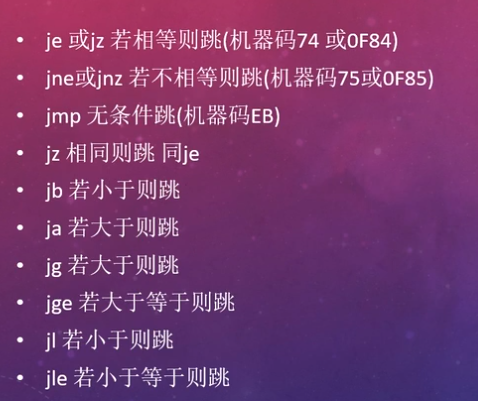 • je 或jz 若相等则跳(机器码74 或0F84)
• jne或jnz 若不相等则跳(机器码75或0F85)
• jmp 无条件跳(机器码EB)
• jz 相同则跳 同je
• jb 若小于则跳
• ja 若大于则跳
• jg 若大于则跳
• jge 若大于等于则跳
• jl 若小于则跳
• jle 若小于等于则跳